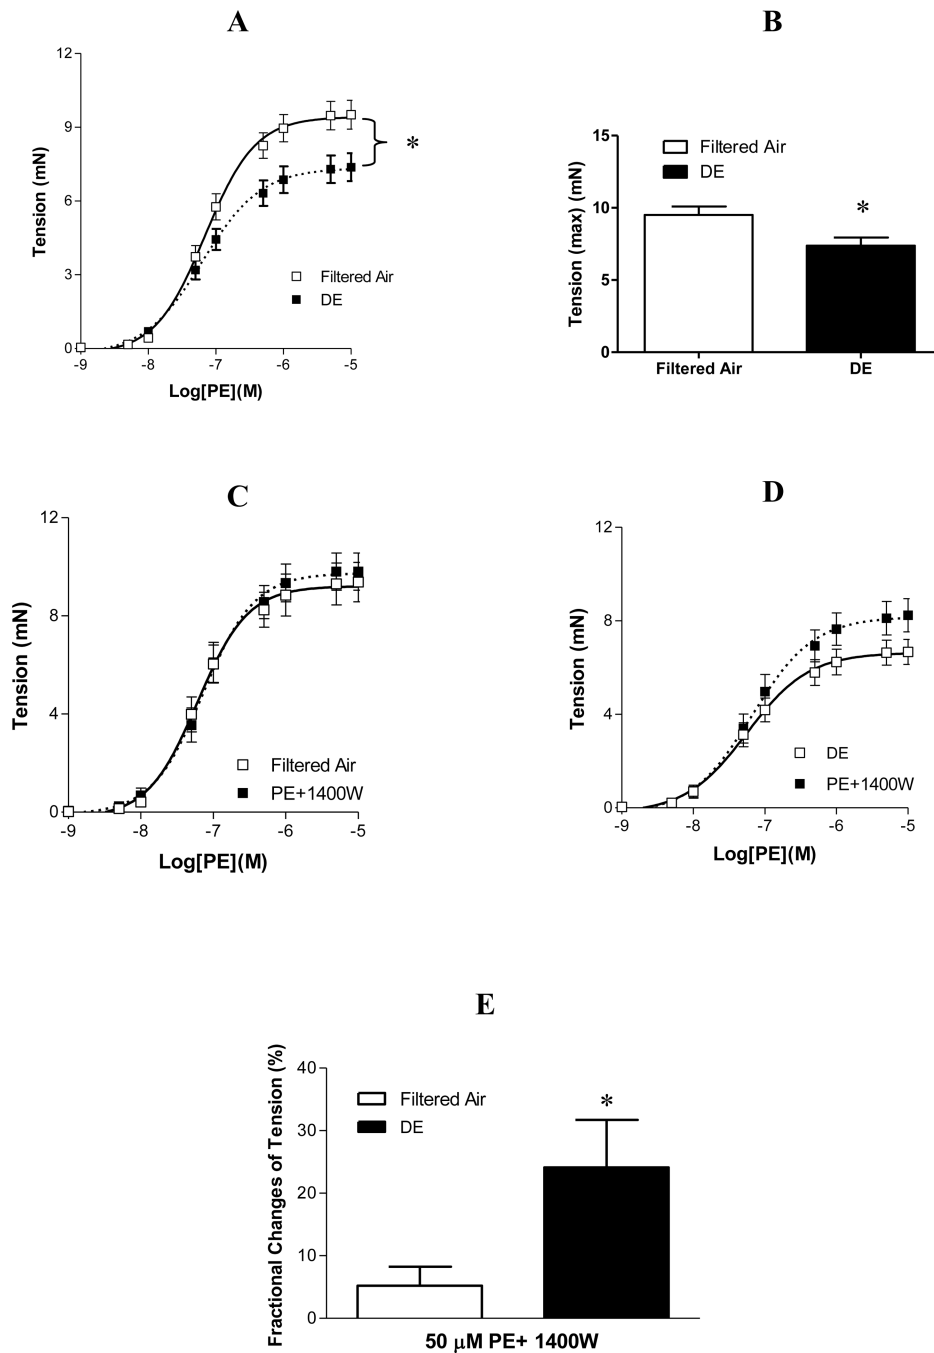 A
12
9
6
3
0
Tension (mN)
*
Filtered Air
DE
-9 -8 -7 -6 -5
Log[PE](M)
B
15
10
5
0
Tension (max) (mN)
Filtered Air
DE
*
Filtered Air DE
C
12
8
4
0
Tension (mN)
Filtered Air
PE+1400W
-9 -8 -7 -6 -5
Log[PE](M)
D
12
8
4
0
Tension (mN)
DE
PE+1400W
-9 -8 -7 -6 -5
Log[PE](M)
E
40
30
20
10
0
Fractional Changes of Tension (%)
Filtered Air
DE
*
50 μM PE+ 1400W